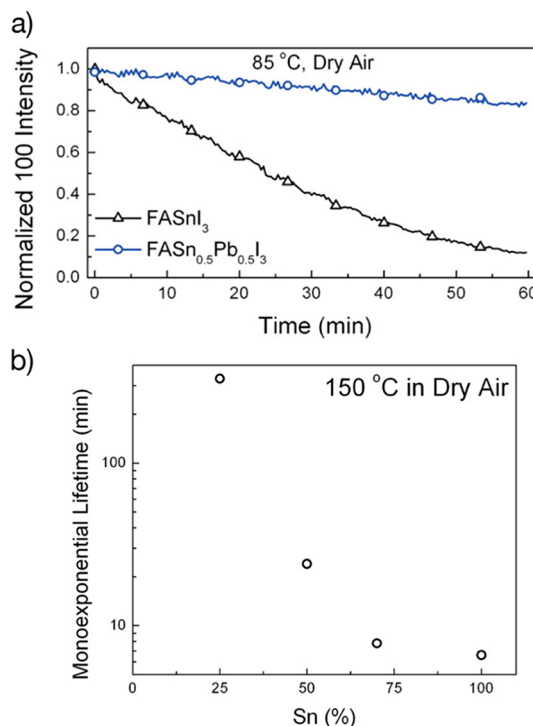 a)
85 °C, Dry Air
Normalized 100 Intensity
1.0
0.8
0.6
0.4
0.2
0.0
FASnI₃
FASn₀.₅Pb₀.₅I₃
0 10 20 30 40 50 60
Time (min)
b)
150 °C in Dry Air
Monoexponential Lifetime (min)
100
10
0 25 50 75 100
Sn (%)